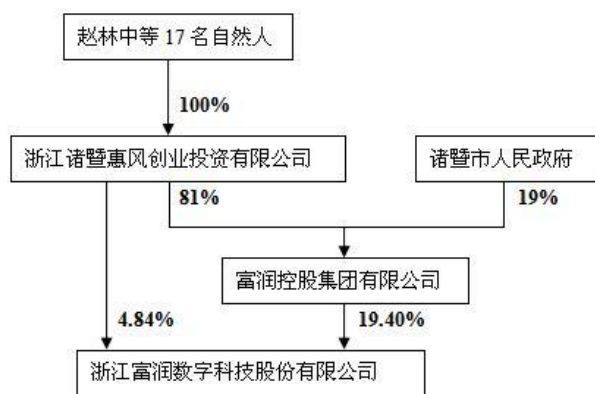 赵林中等 17 名自然人
100%
浙江诸暨惠风创业投资有限公司
诸暨市人民政府
81%
19%
富润控股集团有限公司
4.84%
19.40%
浙江富润数字科技股份有限公司